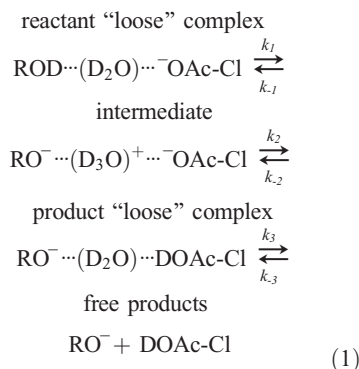 reactant “loose” complex
ROD···(D₂O)···⁻OAc-Cl ⇌ k₁ k₋₁
intermediate
RO⁻···(D₃O)⁺···⁻OAc-Cl ⇌ k₂ k₋₂
product “loose” complex
RO⁻···(D₂O)···DOAc-Cl ⇌ k₃ k₋₃
free products
RO⁻ + DOAc-Cl
(1)